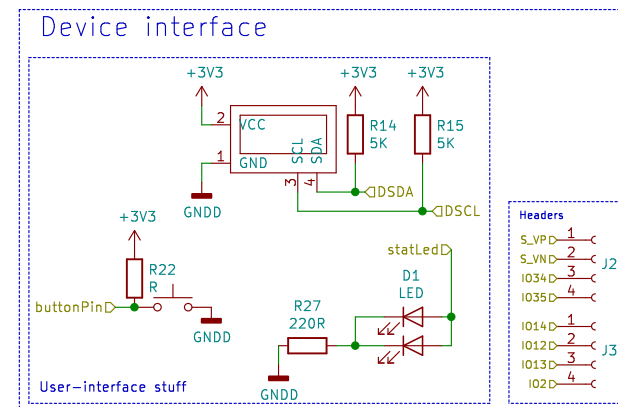 Device interface
+3V3
+3V3
+3V3
2
VCC
SCL
SDA
1
GND
3
4
R14
5K
R15
5K
GNDD
DSDA
DSCL
+3V3
R22
R
buttonPin
GNDD
statLed
D1
LED
R27
220R
GNDD
User-interface stuff
Headers
S_VP 1
S_VN 2
IO34 3
IO35 4
J2
IO14 1
IO12 2
IO13 3
IO2 4
J3